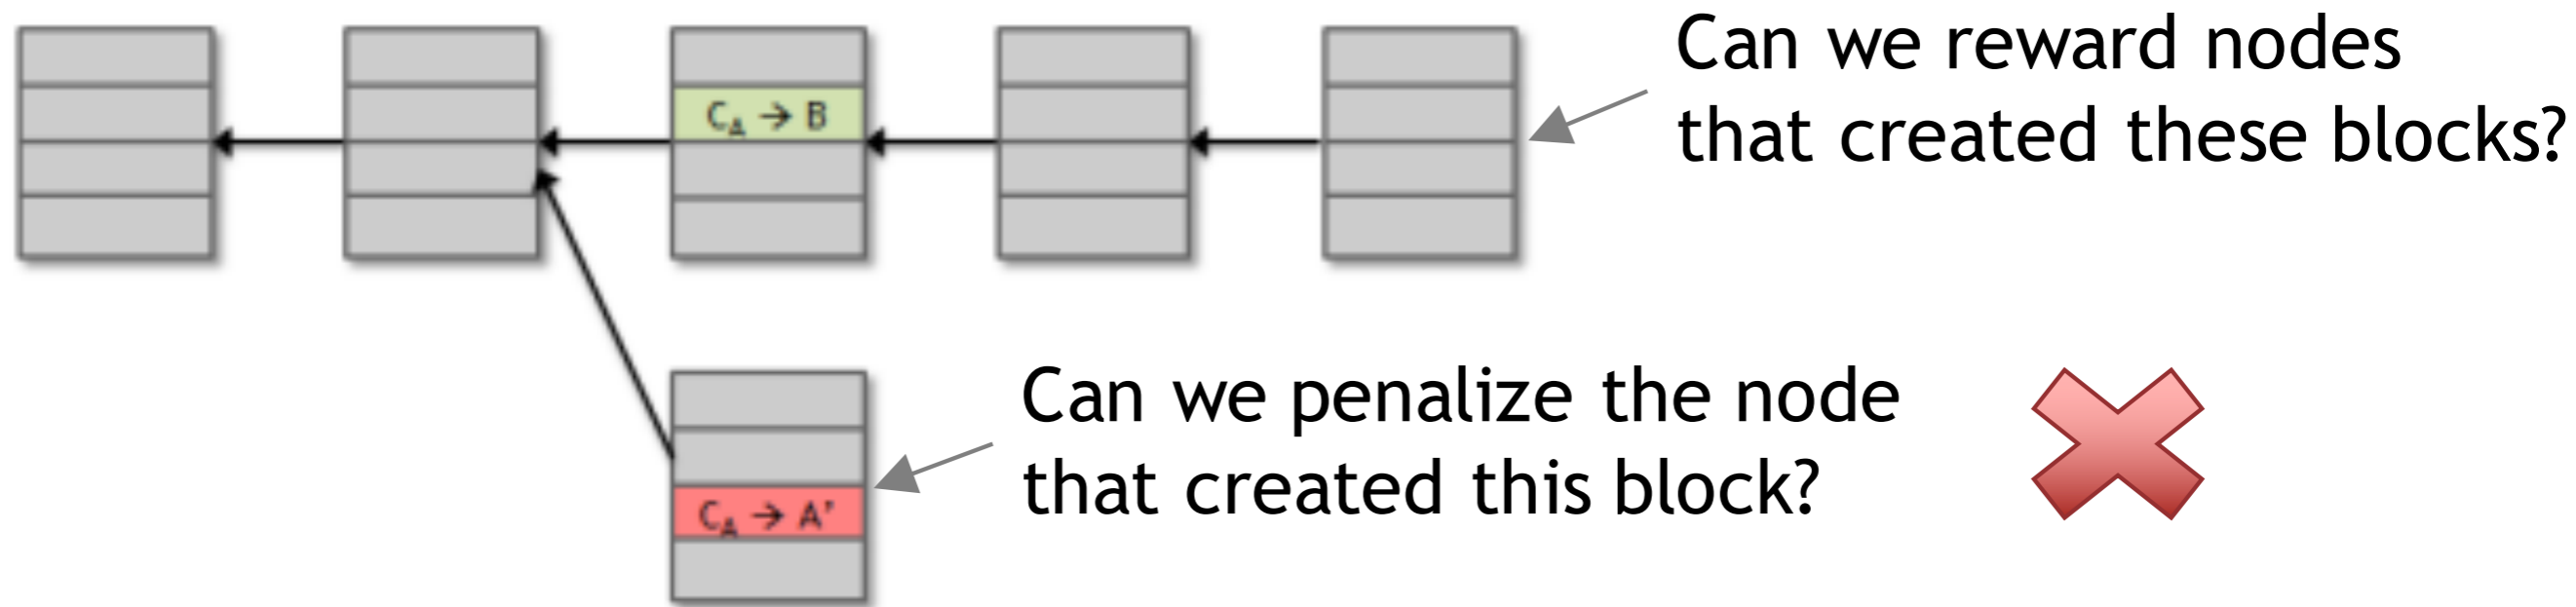 Can we reward nodes
that created these blocks?
C_A → B
Can we penalize the node
that created this block?
C_A → A'